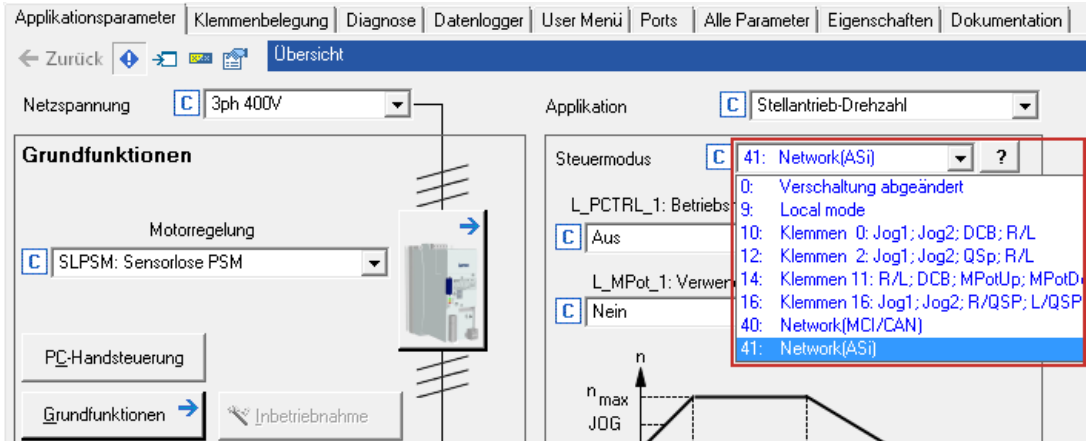 Applikationsparameter Klemmenbelegung Diagnose Datenlogger User Menü Ports Alle Parameter Eigenschaften Dokumentation
Zurück Übersicht
Netzspannung C 3ph 400V
Applikation C Stellantrieb-Drehzahl
Grundfunktionen
Steuermodus C 41: Network(ASi) ?
0: Verschaltung abgeändert
9: Local mode
10: Klemmen 0: Jog1; Jog2; DCB; R/L
12: Klemmen 2: Jog1; Jog2; QSp; R/L
14: Klemmen 11: R/L; DCB; MPotUp;
16: Klemmen 16: Jog1; Jog2; R/QSP; L/QSP
40: Network(MCI/CAN)
41: Network(ASi)
L_PCTRL_1:
C Aus
L_MPot_1:
C Nein
Motorregelung
C SLPSM: Sensorlose PSM
PC-Handsteuerung
Grundfunktionen
Inbetriebnahme
n
n max
JOG